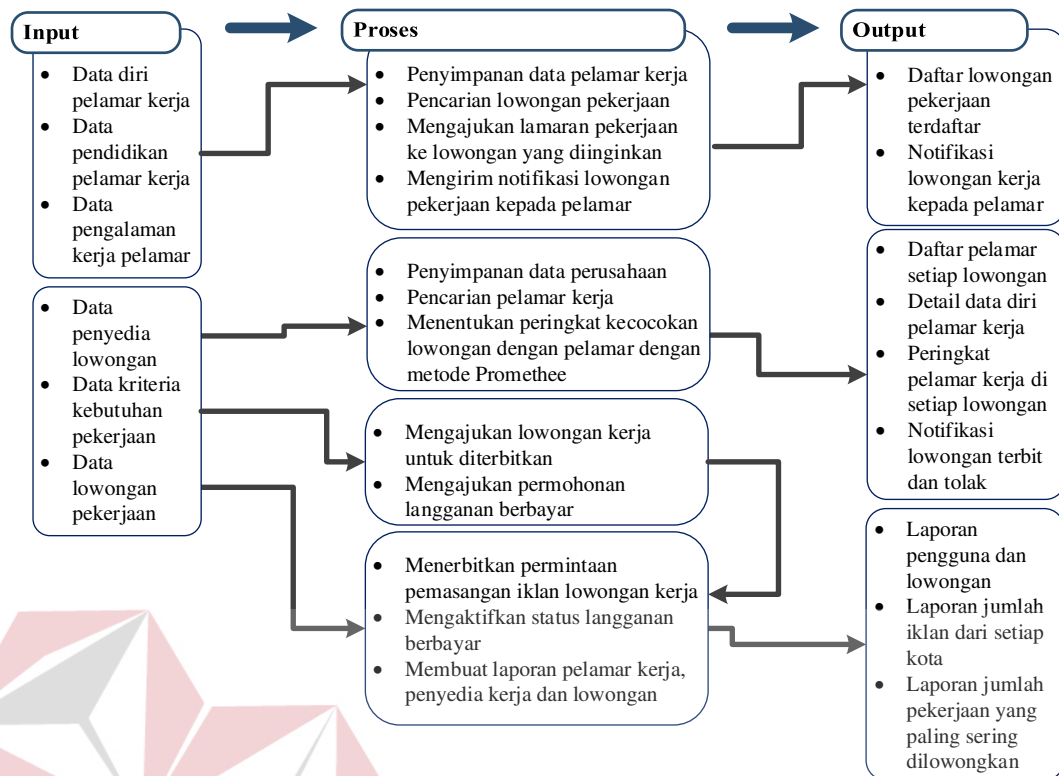 Input
Proses
Output
• Data diri
pelamar kerja
• Data
pendidikan
pelamar kerja
• Data
pengalaman
kerja pelamar
• Data
penyedia
lowongan
• Data kriteria
kebutuhan
pekerjaan
• Data
lowongan
pekerjaan
• Penyimpanan data pelamar kerja
• Pencarian lowongan pekerjaan
• Mengajukan lamaran pekerjaan
ke lowongan yang diinginkan
• Mengirim notifikasi lowongan
pekerjaan kepada pelamar
• Penyimpanan data perusahaan
• Pencarian pelamar kerja
• Menentukan peringkat kecocokan
lowongan dengan pelamar dengan
metode Promethee
• Mengajukan lowongan kerja
untuk diterbitkan
• Mengajukan permohonan
langganan berbayar
• Menerbitkan permintaan
pemasangan iklan lowongan kerja
• Mengaktifkan status langganan
berbayar
• Membuat laporan pelamar kerja,
penyedia kerja dan lowongan
• Daftar lowongan
pekerjaan
terdaftar
• Notifikasi
lowongan kerja
kepada pelamar
• Daftar pelamar
setiap lowongan
• Detail data diri
pelamar kerja
• Peringkat
pelamar kerja di
setiap lowongan
• Notifikasi
lowongan terbit
dan tolak
• Laporan
pengguna dan
lowongan
• Laporan jumlah
iklan dari setiap
kota
• Laporan jumlah
pekerjaan yang
paling sering
dilowongkan